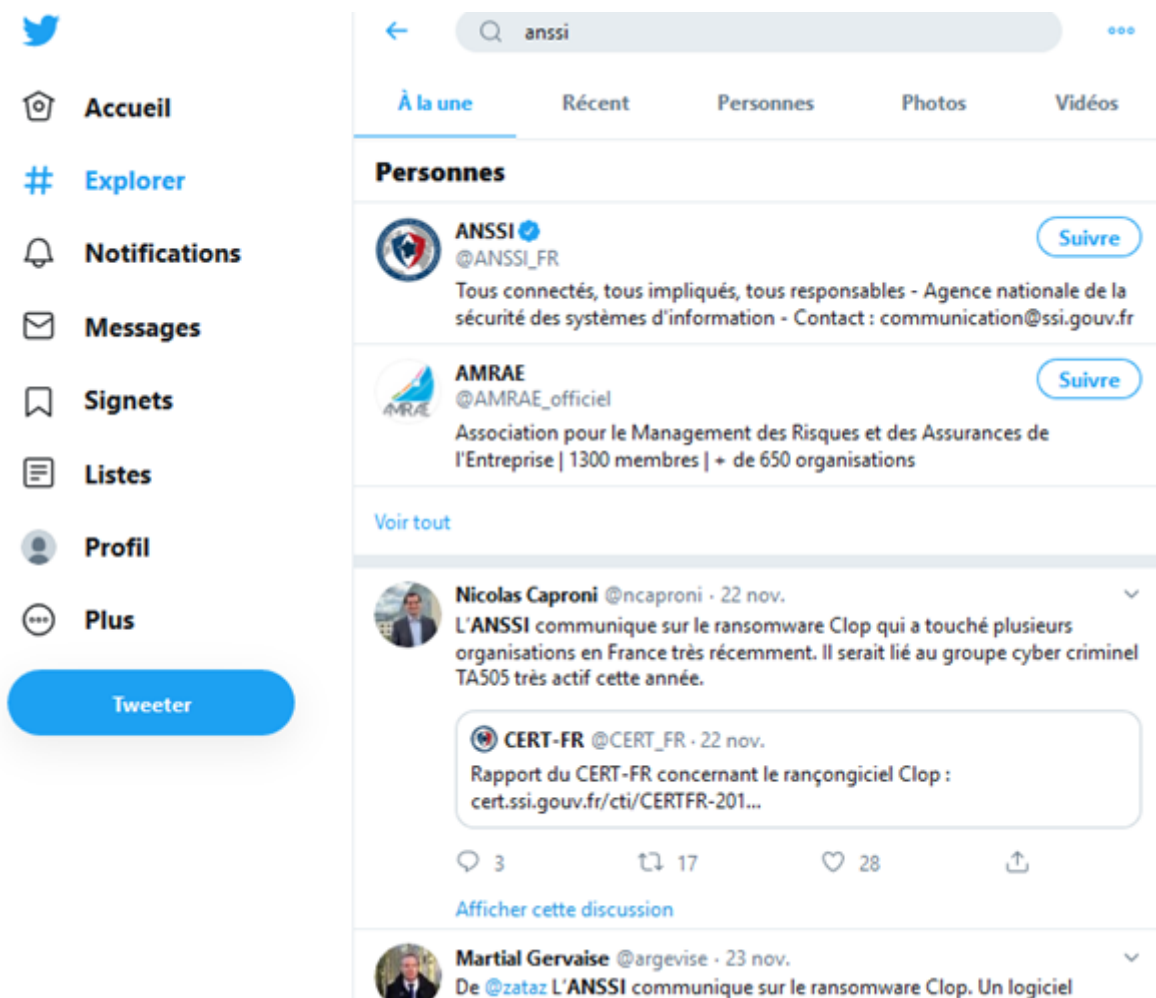 anssi
À la une Récent Personnes Photos Vidéos
Accueil
Explorer
Notifications
Messages
Signets
Listes
Profil
Plus
Tweeter
Personnes
ANSSI
@ANSSI_FR
Suivre
Tous connectés, tous impliqués, tous responsables - Agence nationale de la
sécurité des systèmes d'information - Contact : communication@ssi.gouv.fr
AMRAE
AMRAE
@AMRAE_officiel
Suivre
Association pour le Management des Risques et des Assurances de
l'Entreprise | 1300 membres | + de 650 organisations
Voir tout
Nicolas Caproni @ncaproni · 22 nov.
L'ANSSI communique sur le ransomware Clop qui a touché plusieurs
organisations en France très récemment. Il serait lié au groupe cyber criminel
TA505 très actif cette année.
CERT-FR @CERT_FR · 22 nov.
Rapport du CERT-FR concernant le rançongiciel Clop :
cert.ssi.gouv.fr/cti/CERTFR-201...
3 17 28
Afficher cette discussion
Martial Gervaise @argevise · 23 nov.
De @zataz L'ANSSI communique sur le ransomware Clop. Un logiciel